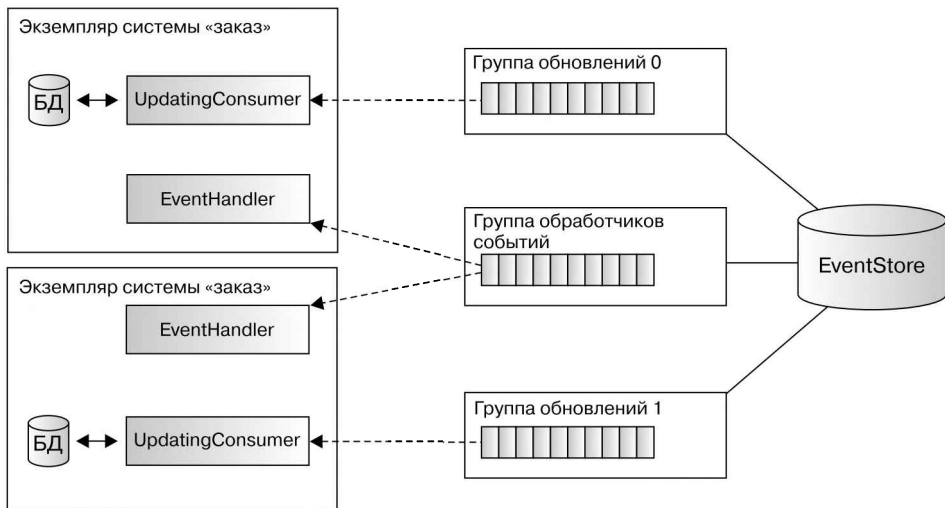 Экземпляр системы «заказ»
БД
UpdatingConsumer
EventHandler
Экземпляр системы «заказ»
EventHandler
БД
UpdatingConsumer
Группа обновлений 0
Группа обработчиков
событий
Группа обновлений 1
EventStore